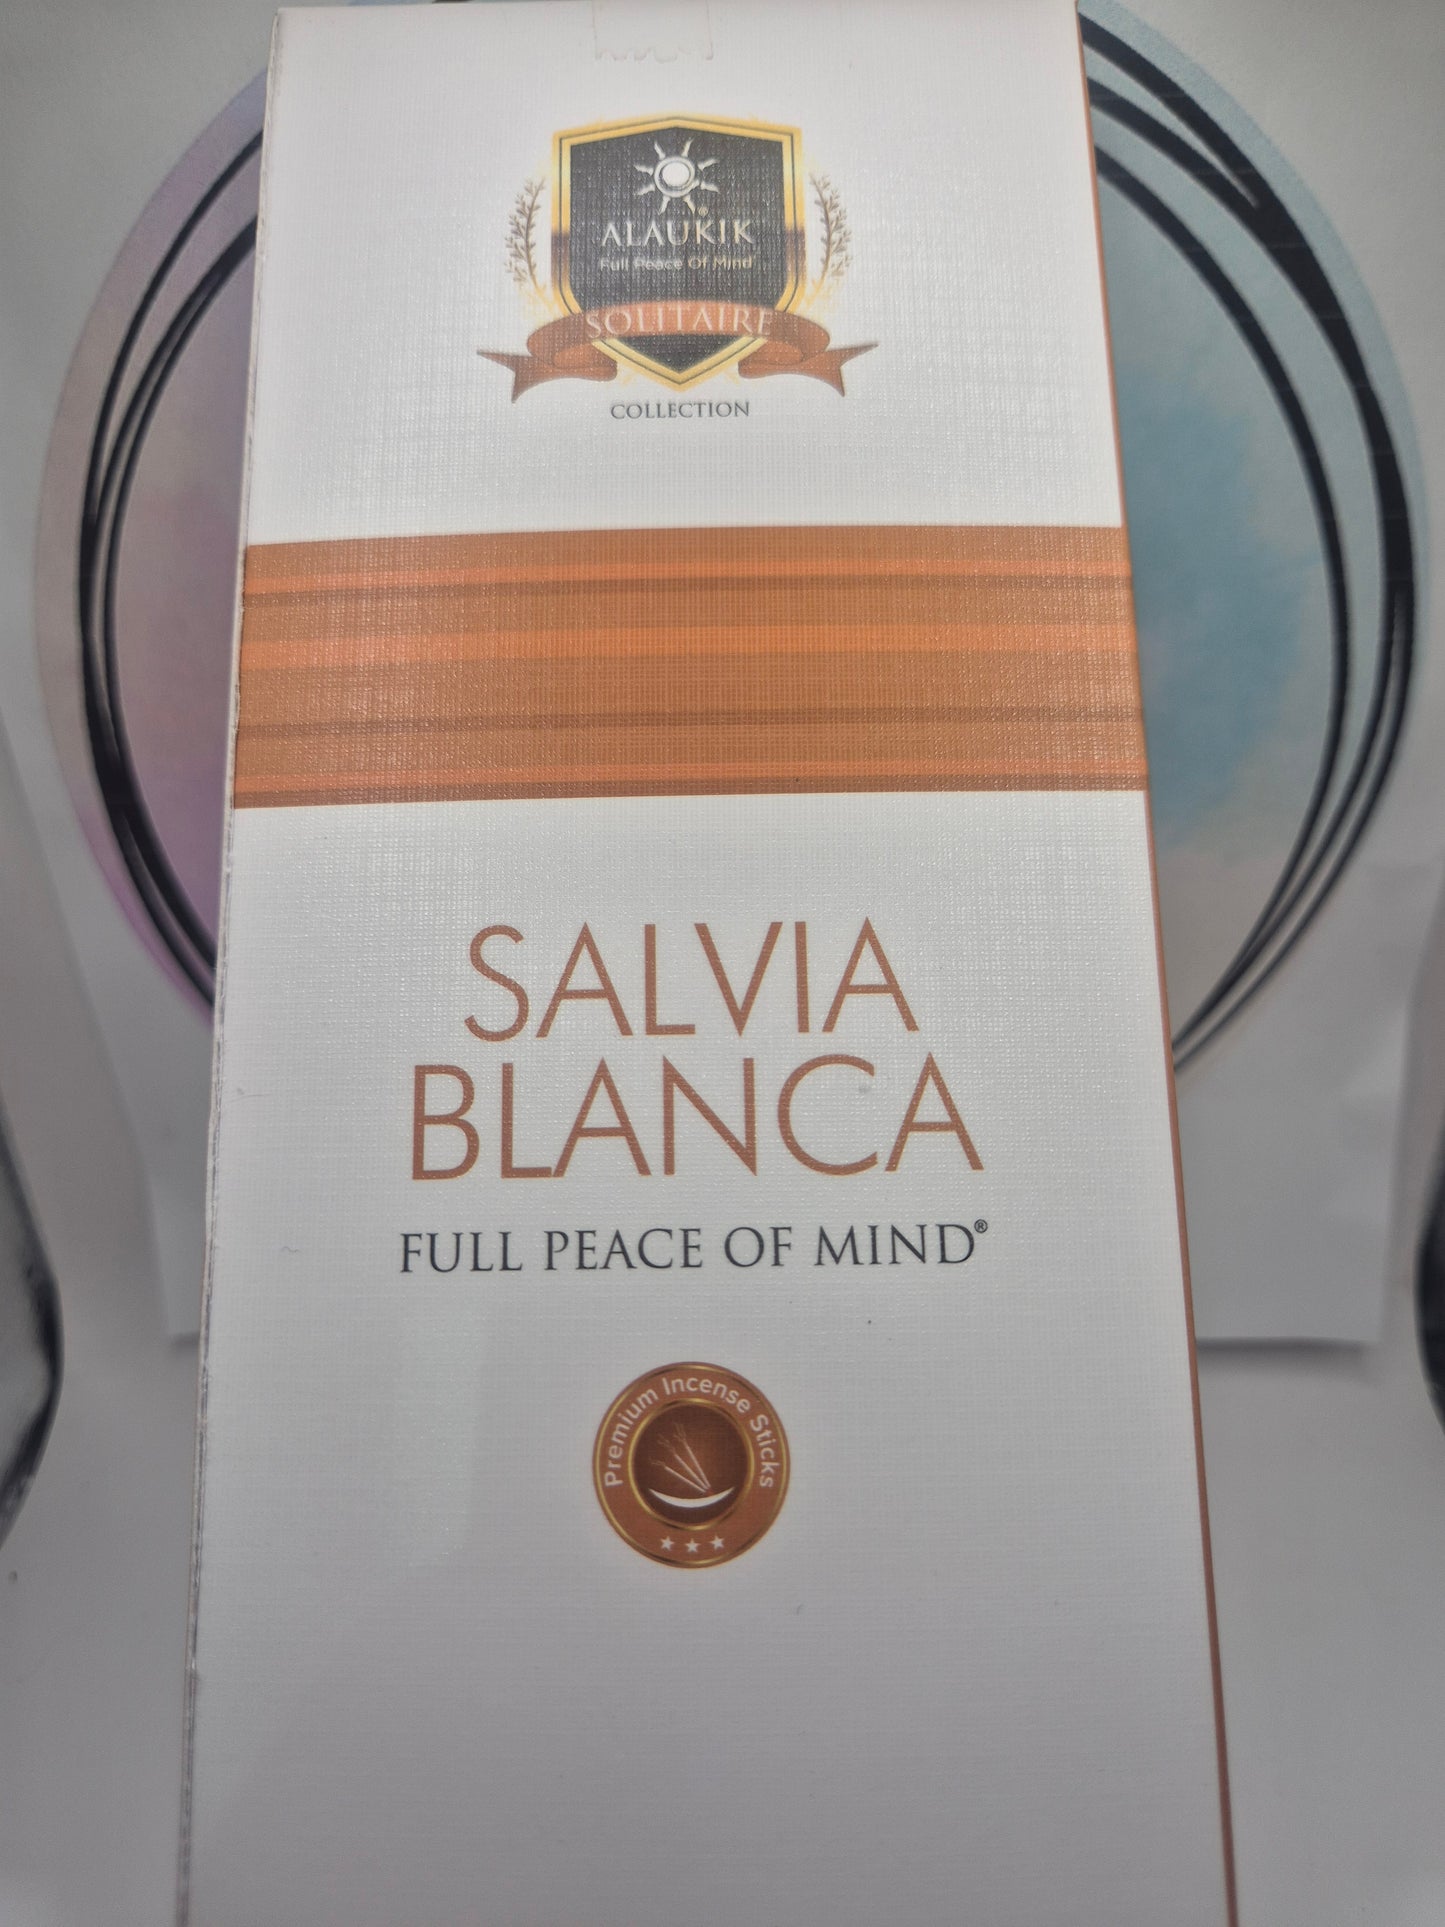 ALAUKIK®
Full Peace Of Mind
SOLITAIRE
COLLECTION
SALVIA
BLANCA
FULL PEACE OF MIND®
Premium Incense Sticks